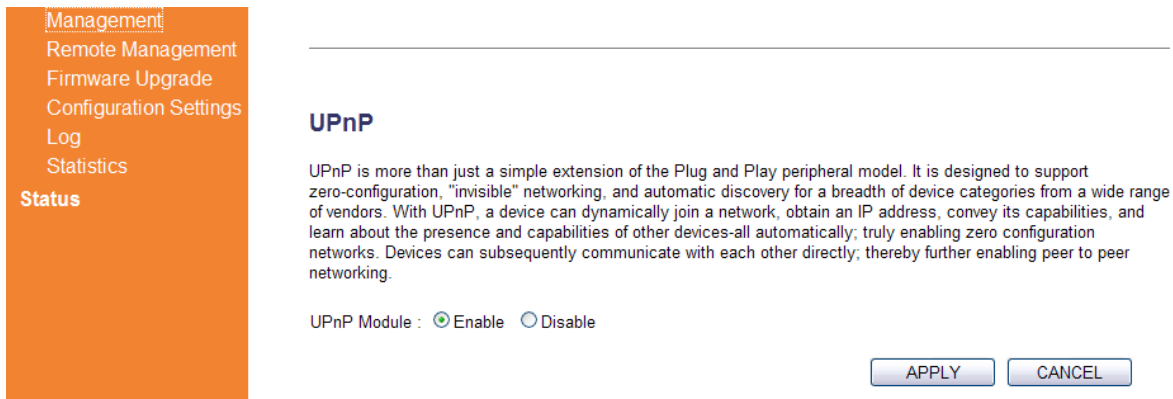 Management
Remote Management
Firmware Upgrade
Configuration Settings
Log
Statistics
Status
UPnP
UPnP is more than just a simple extension of the Plug and Play peripheral model. It is designed to support
zero-configuration, "invisible" networking, and automatic discovery for a breadth of device categories from a wide range
of vendors. With UPnP, a device can dynamically join a network, obtain an IP address, convey its capabilities, and
learn about the presence and capabilities of other devices-all automatically; truly enabling zero configuration
networks. Devices can subsequently communicate with each other directly; thereby further enabling peer to peer
networking.
UPnP Module : Enable Disable
APPLY CANCEL